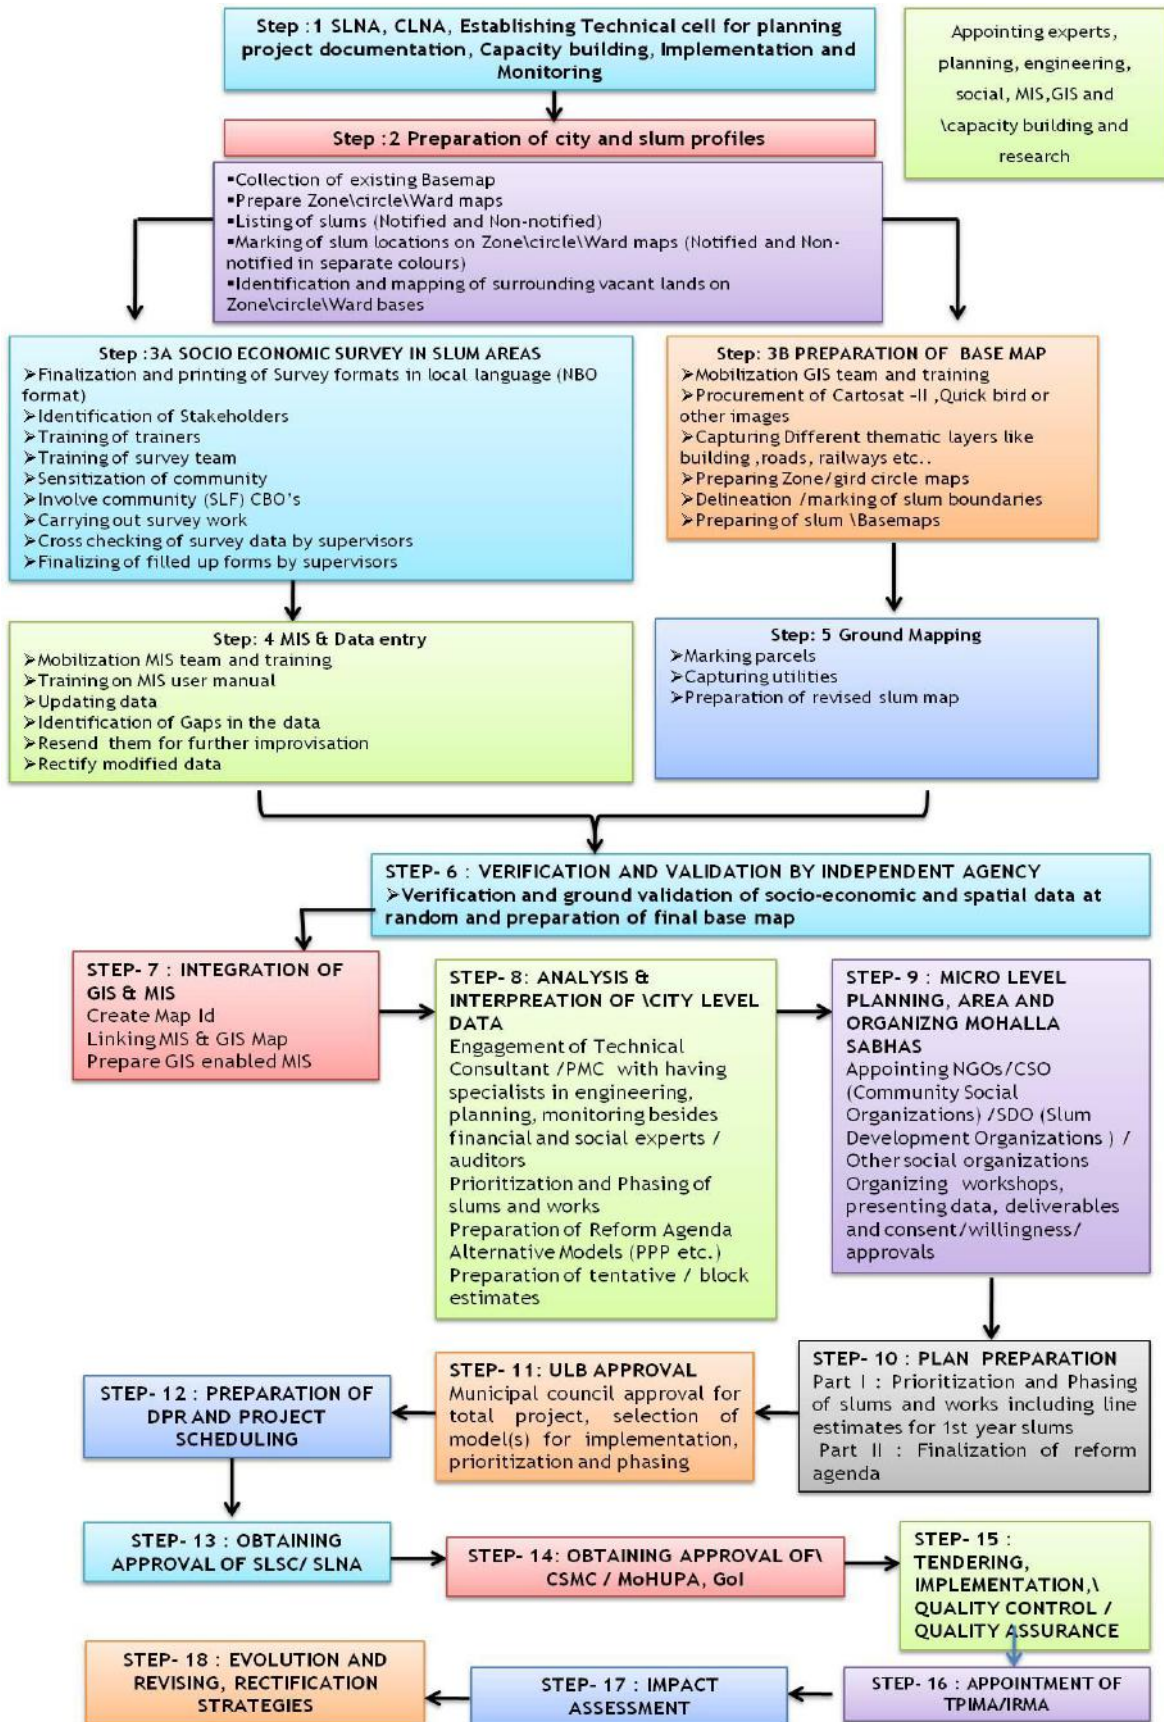 Step :1 SLNA, CLNA, Establishing Technical cell for planning
project documentation, Capacity building, Implementation and
Monitoring
Appointing experts,
planning, engineering,
social, MIS,GIS and
\capacity building and
research
Step :2 Preparation of city and slum profiles
▪Collection of existing Basemap
▪Prepare Zone\circle\Ward maps
▪Listing of slums (Notified and Non-notified)
▪Marking of slum locations on Zone\circle\Ward maps (Notified and Non-
notified in separate colours)
▪Identification and mapping of surrounding vacant lands on
Zone\circle\Ward bases
Step :3A SOCIO ECONOMIC SURVEY IN SLUM AREAS
➢Finalization and printing of Survey formats in local language (NBO
format)
➢Identification of Stakeholders
➢Training of trainers
➢Training of survey team
➢Sensitization of community
➢Involve community (SLF) CBO’s
➢Carrying out survey work
➢Cross checking of survey data by supervisors
➢Finalizing of filled up forms by supervisors
Step: 3B PREPARATION OF BASE MAP
➢Mobilization GIS team and training
➢Procurement of Cartosat -II ,Quick bird or
other images
➢Capturing Different thematic layers like
building ,roads, railways etc..
➢Preparing Zone/gird circle maps
➢Delineation /marking of slum boundaries
➢Preparing of slum \Basemaps
Step: 4 MIS & Data entry
➢Mobilization MIS team and training
➢Training on MIS user manual
➢Updating data
➢Identification of Gaps in the data
➢Resend them for further improvisation
➢Rectify modified data
Step: 5 Ground Mapping
➢Marking parcels
➢Capturing utilities
➢Preparation of revised slum map
STEP- 6 : VERIFICATION AND VALIDATION BY INDEPENDENT AGENCY
➢Verification and ground validation of socio-economic and spatial data at
random and preparation of final base map
STEP- 7 : INTEGRATION OF
GIS & MIS
Create Map Id
Linking MIS & GIS Map
Prepare GIS enabled MIS
STEP- 8: ANALYSIS &
INTERPREATION OF \CITY LEVEL
DATA
Engagement of Technical
Consultant /PMC with having
specialists in engineering,
planning, monitoring besides
financial and social experts /
auditors
Prioritization and Phasing of
slums and works
Preparation of Reform Agenda
Alternative Models (PPP etc.)
Preparation of tentative / block
estimates
STEP- 9 : MICRO LEVEL
PLANNING, AREA AND
ORGANIZNG MOHALLA
SABHAS
Appointing NGOs/CSO
(Community Social
Organizations) /SDO (Slum
Development Organizations ) /
Other social organizations
Organizing workshops,
presenting data, deliverables
and consent/willingness/
approvals
STEP- 10 : PLAN PREPARATION
Part I : Prioritization and Phasing
of slums and works including line
estimates for 1st year slums
Part II : Finalization of reform
agenda
STEP- 11: ULB APPROVAL
Municipal council approval for
total project, selection of
model(s) for implementation,
prioritization and phasing
STEP- 12 : PREPARATION OF
DPR AND PROJECT
SCHEDULING
STEP- 13 : OBTAINING
APPROVAL OF SLSC/ SLNA
STEP- 14: OBTAINING APPROVAL OF\
CSMC / MoHUPA, GoI
STEP- 15 :
TENDERING,
IMPLEMENTATION,\
QUALITY CONTROL /
QUALITY ASSURANCE
STEP- 16 : APPOINTMENT OF
TPIMA/IRMA
STEP- 17 : IMPACT
ASSESSMENT
STEP- 18 : EVOLUTION AND
REVISING, RECTIFICATION
STRATEGIES